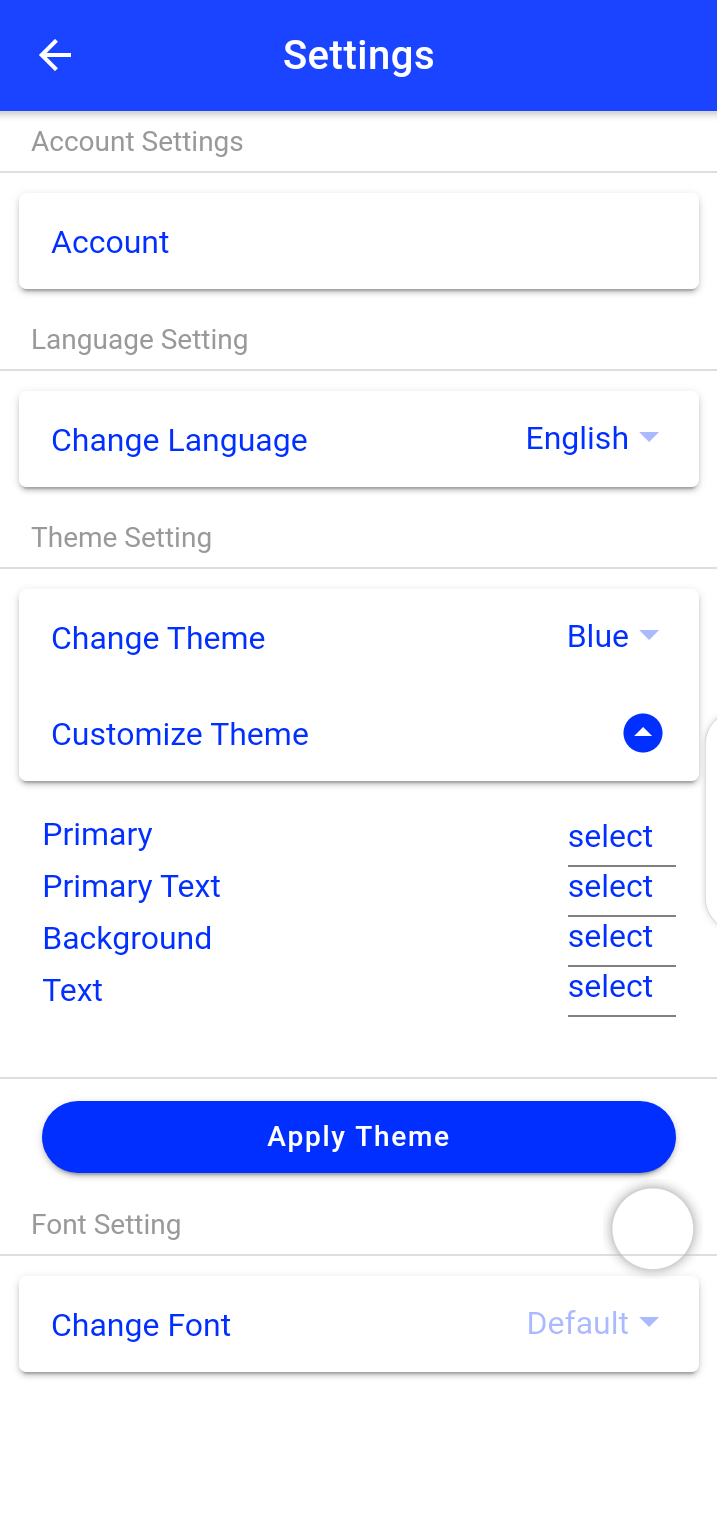 Settings
Account Settings
Account
Language Setting
Change Language English
Theme Setting
Change Theme Blue
Customize Theme
Primary select
Primary Text select
Background select
Text select
Apply Theme
Font Setting
Change Font Default